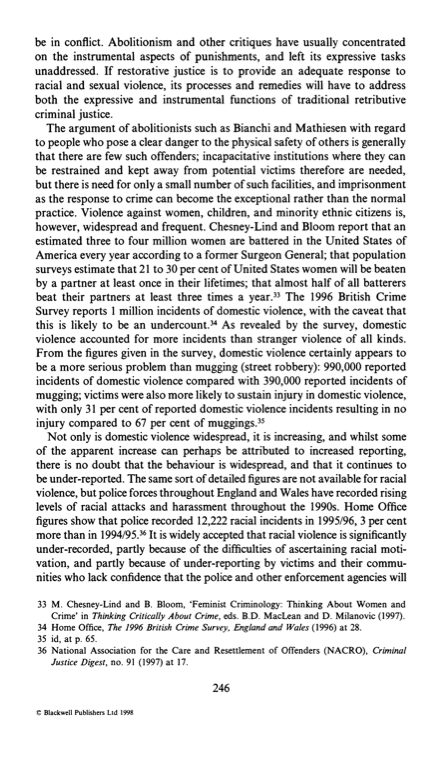 be in conflict. Abolitionism and other critiques have usually concentrated
on the instrumental aspects of punishments, and left its expressive tasks
unaddressed. If restorative justice is to provide an adequate response to
racial and sexual violence, its processes and remedies will have to address
both the expressive and instrumental functions of traditional retributive
criminal justice.
The argument of abolitionists such as Bianchi and Mathiesen with regard
to people who pose a clear danger to the physical safety of others is generally
that there are few such offenders; incapacitative institutions where they can
be restrained and kept away from potential victims therefore are needed,
but there is need for only a small number of such facilities, and imprisonment
as the response to crime can become the exceptional rather than the normal
practice. Violence against women, children, and minority ethnic citizens is,
however, widespread and frequent. Chesney-Lind and Bloom report that an
estimated three to four million women are battered in the United States of
America every year according to a former Surgeon General; that population
surveys estimate that 21 to 30 per cent of United States women will be beaten
by a partner at least once in their lifetimes; that almost half of all batterers
beat their partners at least three times a year.³³ The 1996 British Crime
Survey reports 1 million incidents of domestic violence, with the caveat that
this is likely to be an undercount.³⁴ As revealed by the survey, domestic
violence accounted for more incidents than stranger violence of all kinds.
From the figures given in the survey, domestic violence certainly appears to
be a more serious problem than mugging (street robbery): 990,000 reported
incidents of domestic violence compared with 390,000 reported incidents of
mugging; victims were also more likely to sustain injury in domestic violence,
with only 31 per cent of reported domestic violence incidents resulting in no
injury compared to 67 per cent of muggings.³⁵
Not only is domestic violence widespread, it is increasing, and whilst some
of the apparent increase can perhaps be attributed to increased reporting,
there is no doubt that the behaviour is widespread, and that it continues to
be under-reported. The same sort of detailed figures are not available for racial
violence, but police forces throughout England and Wales have recorded rising
levels of racial attacks and harassment throughout the 1990s. Home Office
figures show that police recorded 12,222 racial incidents in 1995/96, 3 per cent
more than in 1994/95.³⁶ It is widely accepted that racial violence is significantly
under-recorded, partly because of the difficulties of ascertaining racial moti-
vation, and partly because of under-reporting by victims and their commu-
nities who lack confidence that the police and other enforcement agencies will
33 M. Chesney-Lind and B. Bloom, 'Feminist Criminology: Thinking About Women and
Crime' in Thinking Critically About Crime, eds. B.D. MacLean and D. Milanovic (1997).
34 Home Office, The 1996 British Crime Survey, England and Wales (1996) at 28.
35 id, at p. 65.
36 National Association for the Care and Resettlement of Offenders (NACRO), Criminal
Justice Digest, no. 91 (1997) at 17.
246
© Blackwell Publishers Ltd 1998